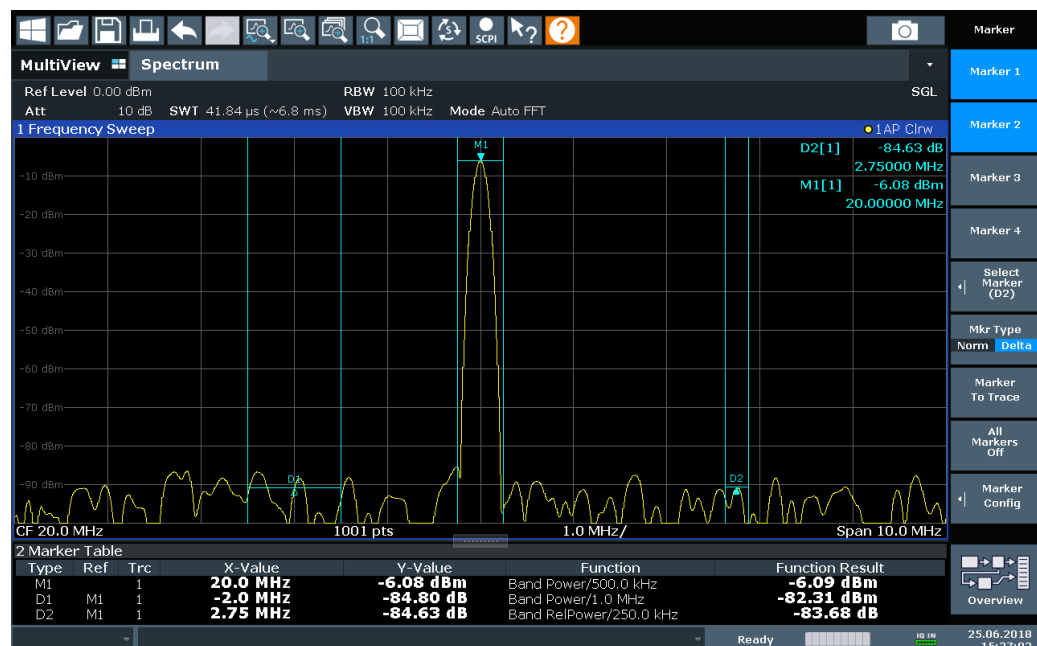 1:1 SCPI ? ?
Marker
MultiView Spectrum
Marker 1
Ref Level 0.00 dBm RBW 100 kHz SGL
Att 10 dB SWT 41.84 µs (~6.8 ms) VBW 100 kHz Mode Auto FFT
1 Frequency Sweep 1AP Clrw
Marker 2
M1
D2[1] -84.63 dB
2.75000 MHz
M1[1] -6.08 dBm
20.00000 MHz
-10 dBm
-20 dBm
-30 dBm
-40 dBm
-50 dBm
-60 dBm
-70 dBm
-80 dBm
-90 dBm
D1
D2
CF 20.0 MHz 1001 pts 1.0 MHz/ Span 10.0 MHz
Marker 3
Marker 4
Select
Marker
(D2)
Mkr Type
Norm Delta
Marker
To Trace
All
Markers
Off
Marker
Config
Overview
2 Marker Table
Type Ref Trc X-Value Y-Value Function Function Result
M1 1 20.0 MHz -6.08 dBm Band Power/500.0 kHz -6.09 dBm
D1 M1 1 -2.0 MHz -84.80 dB Band Power/1.0 MHz -82.31 dBm
D2 M1 1 2.75 MHz -84.63 dB Band RelPower/250.0 kHz -83.68 dB
Ready IQ IN 25.06.2018